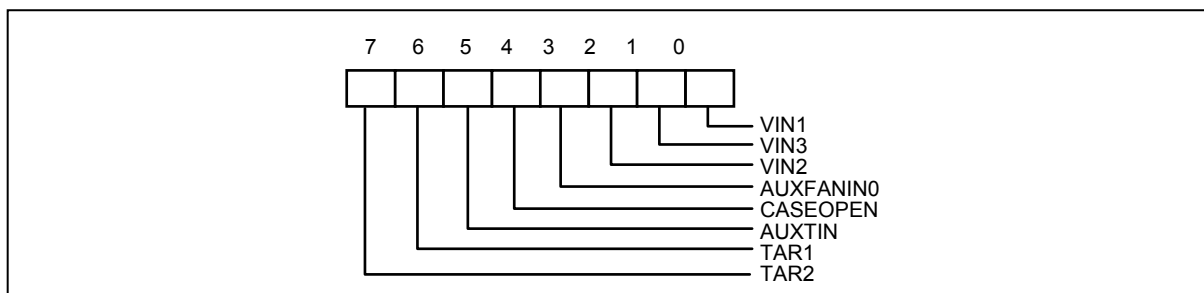 7 6 5 4 3 2 1 0
VIN1
VIN3
VIN2
AUXFANIN0
CASEOPEN
AUXTIN
TAR1
TAR2